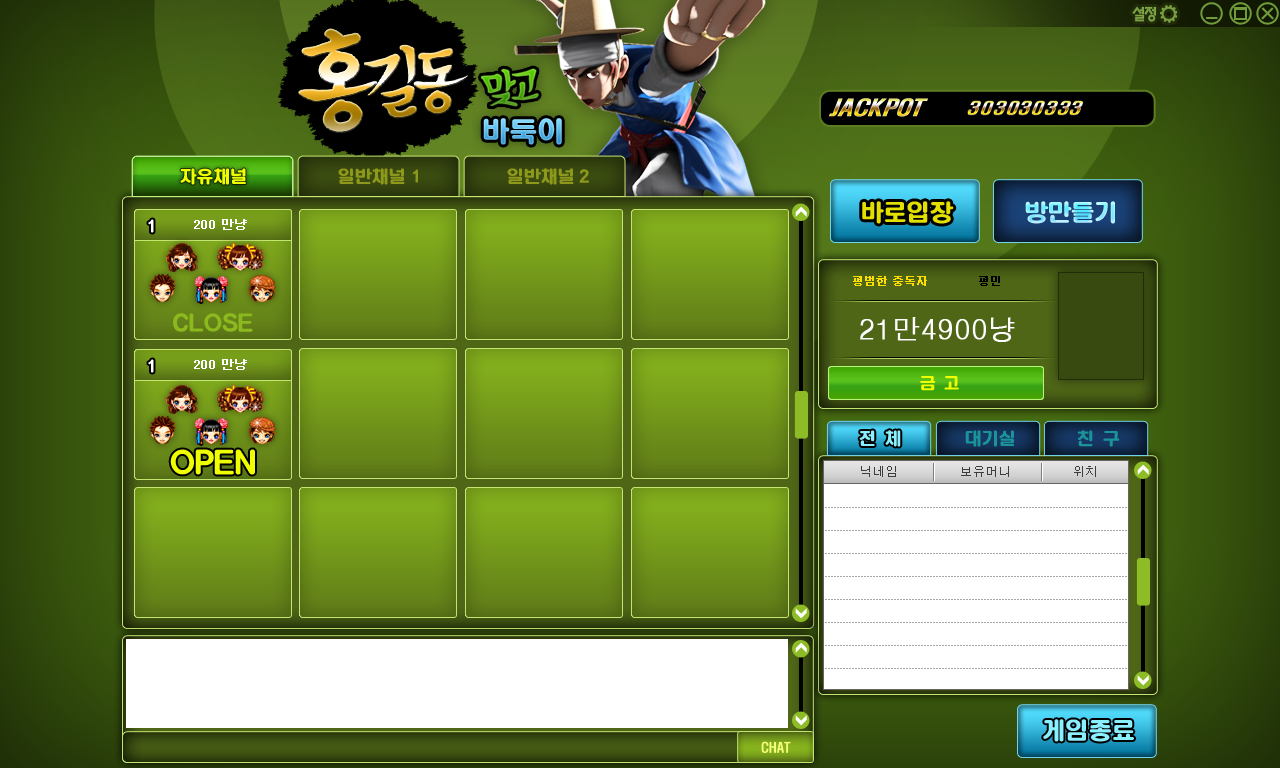 설정
홍길동
맞고
바둑이
JACKPOT 303030333
자유채널 일반채널 1 일반채널 2
바로입장 방만들기
1 200 만냥
CLOSE
1 200 만냥
OPEN
평범한 중독자 평민
21만4900냥
금 고
전 체 대기실 친 구
닉네임 보유머니 위치
CHAT
게임종료